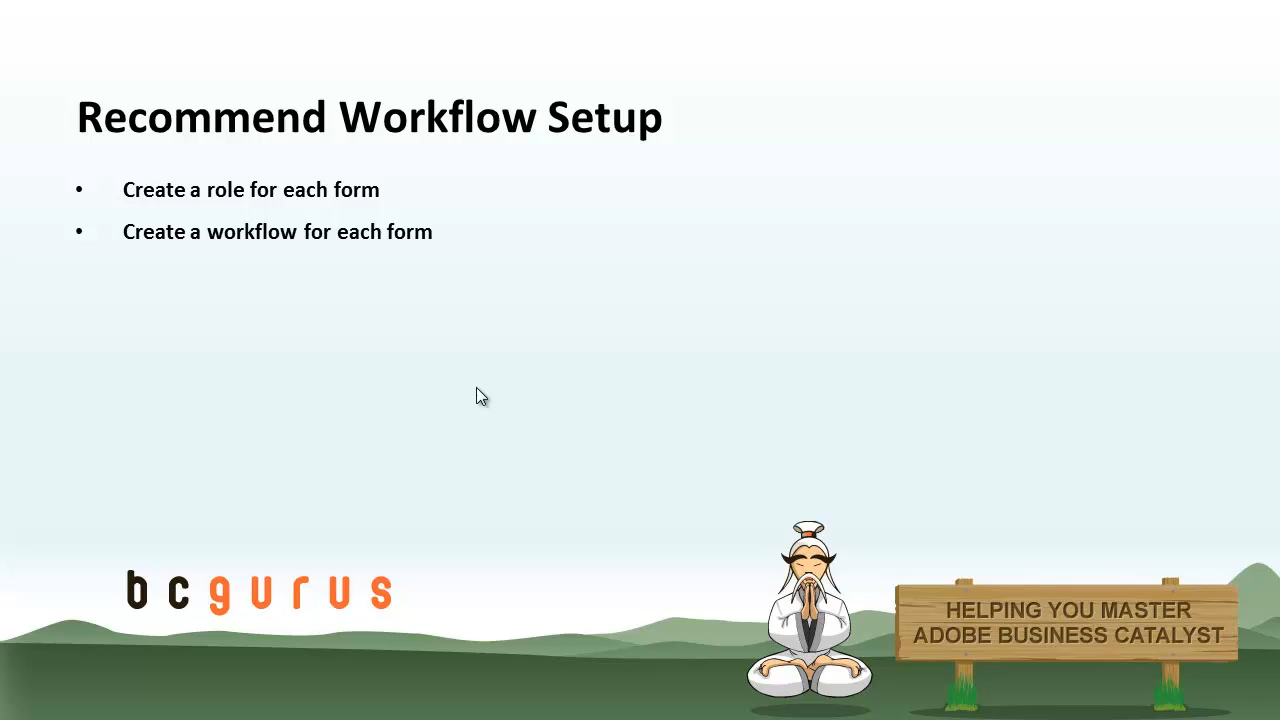 Recommend Workflow Setup
• Create a role for each form
• Create a workflow for each form
bcgurus
HELPING YOU MASTER
ADOBE BUSINESS CATALYST